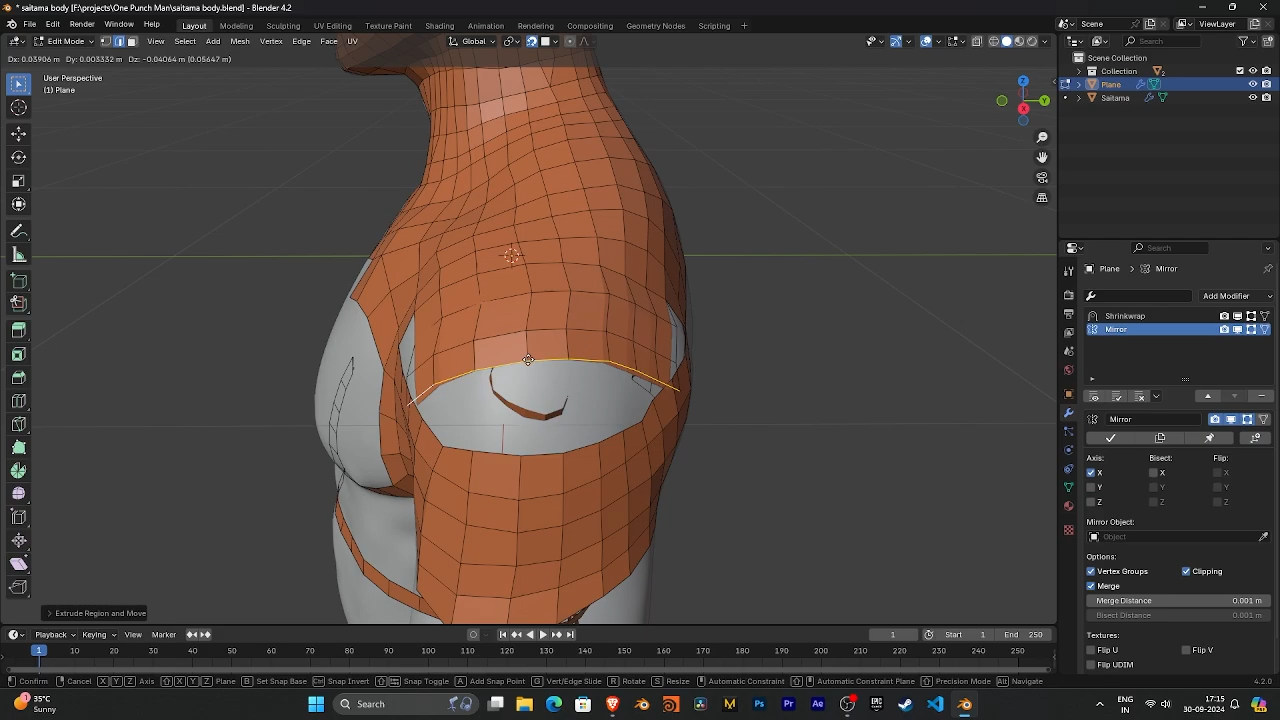 * saitama body [F:\projects\One Punch Man\saitama body.blend] - Blender 4.2
File Edit Render Window Help Layout Modeling Sculpting UV Editing Texture Paint Shading Animation Rendering Compositing Geometry Nodes Scripting + Scene ViewLayer
Edit Mode View Select Add Mesh Vertex Edge Face UV Global Search
Dx: 0.03906 m Dy: 0.003332 m Dz: -0.04064 m (0.05647 m)
User Perspective
(1) Plane
Scene Collection
Collection 2
Plane
Saitama
Z
Y
X
Search
Plane > Mirror
Add Modifier
Shrinkwrap
Mirror
Mirror
Axis: Bisect: Flip:
X X X
Y Y Y
Z Z Z
Mirror Object:
Object
Options:
Vertex Groups Clipping
Merge
Merge Distance 0.001 m
Bisect Distance 0.001 m
Textures:
Flip U Flip V
Flip UDIM
> Extrude Region and Move
Playback Keying View Marker 1 Start 1 End 250
1 10 20 30 40 50 60 70 80 90 100 110 120 130 140 150 160 170 180 190 200 210 220 230 240 250
Confirm Cancel X Y Z Axis X Y Z Plane B Set Snap Base Ctrl Snap Invert Snap Toggle A Add Snap Point G Vert/Edge Slide R Rotate S Resize Automatic Constraint Automatic Constraint Plane Precision Mode Alt Navigate 4.2.0
35°C
Sunny
Search
ENG
IN
17:15
30-09-2024